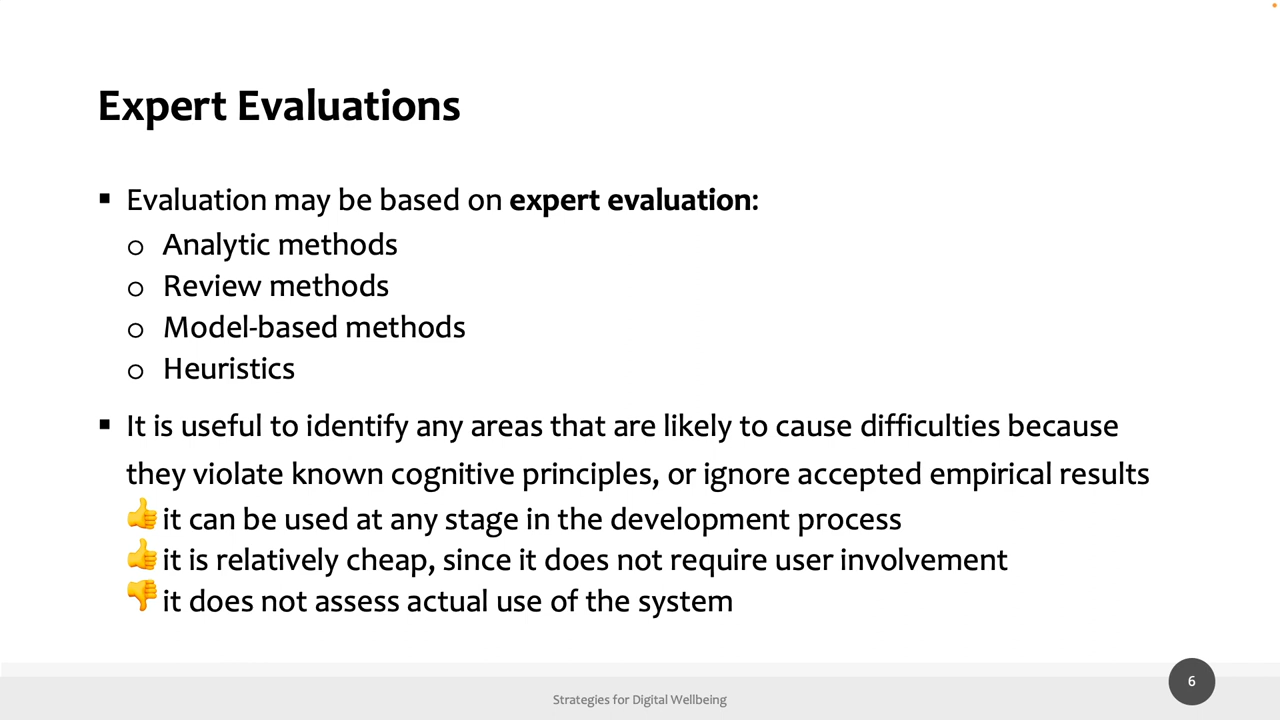 Expert Evaluations
▪ Evaluation may be based on expert evaluation:
o Analytic methods
o Review methods
o Model-based methods
o Heuristics
▪ It is useful to identify any areas that are likely to cause difficulties because
they violate known cognitive principles, or ignore accepted empirical results
👍 it can be used at any stage in the development process
👍 it is relatively cheap, since it does not require user involvement
👎 it does not assess actual use of the system
Strategies for Digital Wellbeing
6